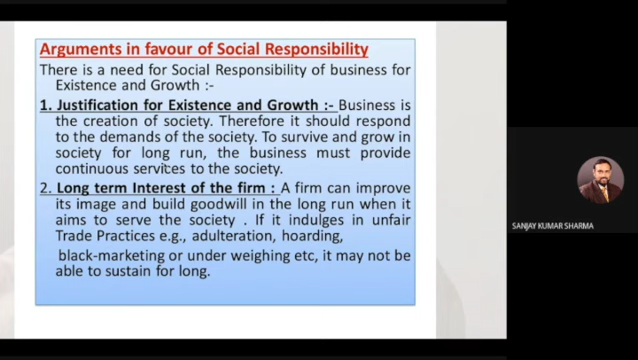 Arguments in favour of Social Responsibility
There is a need for Social Responsibility of business for
Existence and Growth :-
1. Justification for Existence and Growth :- Business is
the creation of society. Therefore it should respond
to the demands of the society. To survive and grow in
society for long run, the business must provide
continuous services to the society.
2. Long term Interest of the firm : A firm can improve
its image and build goodwill in the long run when it
aims to serve the society . If it indulges in unfair
Trade Practices e.g., adulteration, hoarding,
black-marketing or under weighing etc, it may not be
able to sustain for long.
SANJAY KUMAR SHARMA